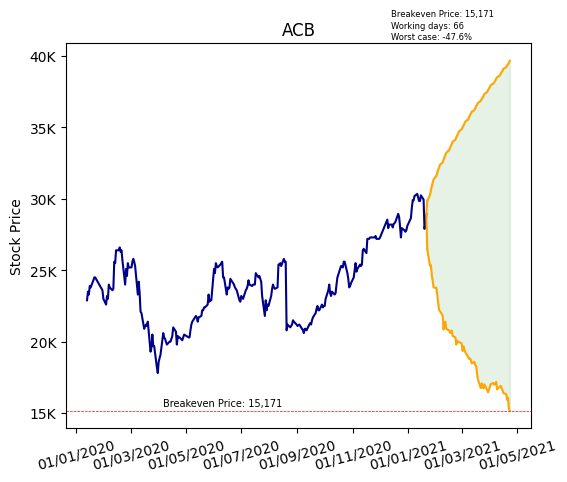 Breakeven Price: 15,171
Working days: 66
Worst case: -47.6%
ACB
Stock Price
40K
35K
30K
25K
20K
15K
Breakeven Price: 15,171
01/01/2020
01/03/2020
01/05/2020
01/07/2020
01/09/2020
01/11/2020
01/01/2021
01/03/2021
01/05/2021